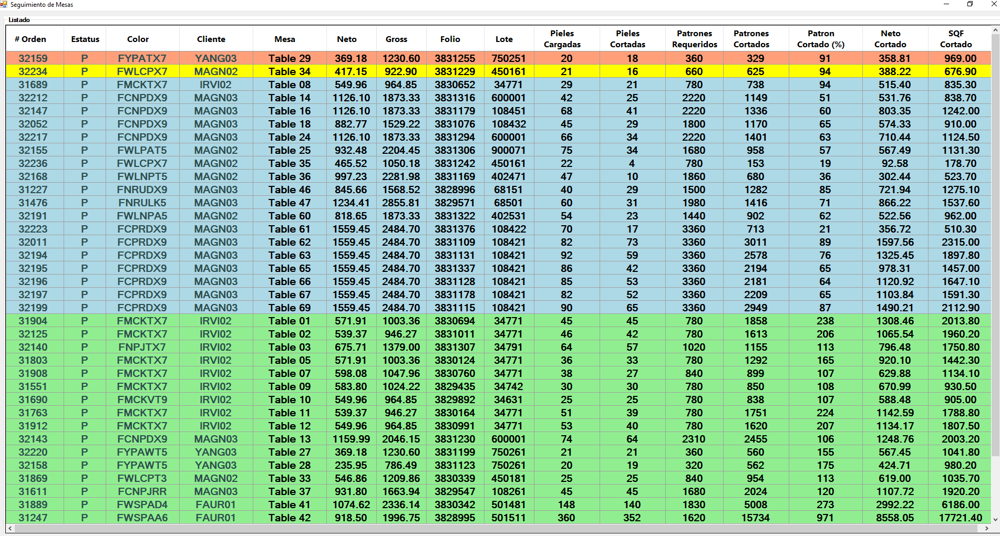 Seguimiento de Mesas
Listado
# Orden Estatus Color Cliente Mesa Neto Gross Folio Lote Pieles Cargadas Pieles Cortadas Patrones Requeridos Patrones Cortados Patron Cortado (%) Neto Cortado SQF Cortado
32159 P FYPATX7 YANG03 Table 29 369.18 1230.60 3831255 750251 20 18 360 329 91 358.81 969.00
32234 P FWLCPX7 MAGN02 Table 34 417.15 922.90 3831229 450161 21 16 660 625 94 388.22 676.90
31689 P FMCKTX7 IRVI02 Table 08 549.96 964.85 3830652 34771 29 21 780 738 94 515.40 835.30
32212 P FCNPDX9 MAGN03 Table 14 1126.10 1873.33 3831316 600001 42 25 2220 1149 51 531.76 838.70
32147 P FCNPDX9 MAGN03 Table 16 1126.10 1873.33 3831179 108451 68 41 2220 1336 60 803.35 1242.00
32052 P FCNPDX9 MAGN03 Table 18 882.77 1529.22 3831076 108432 45 29 1800 1170 65 574.33 910.00
32217 P FCNPDX9 MAGN03 Table 24 1126.10 1873.33 3831294 600001 66 34 2220 1401 63 710.44 1124.50
32155 P FWLPAT5 MAGN02 Table 25 932.48 2204.45 3831306 900071 75 34 1680 958 57 567.49 1131.30
32236 P FWLCPX7 MAGN02 Table 35 465.52 1050.18 3831242 450161 22 4 780 153 19 92.58 178.70
32168 P FWLNPT5 MAGN02 Table 36 997.23 2281.98 3831169 402471 47 10 1860 680 36 302.44 523.70
31227 P FNRUDX9 MAGN03 Table 46 845.66 1568.52 3828996 68151 40 29 1500 1282 85 721.94 1275.10
31476 P FNRULK5 MAGN03 Table 47 1234.41 2855.81 3829571 68501 60 31 1980 1416 71 866.22 1537.60
32191 P FWLNPA5 MAGN02 Table 60 818.65 1873.33 3831322 402531 54 23 1440 902 62 522.56 962.00
32223 P FCPRDX9 MAGN03 Table 61 1559.45 2484.70 3831376 108422 70 17 3360 713 21 356.72 510.30
32011 P FCPRDX9 MAGN03 Table 62 1559.45 2484.70 3831109 108421 82 73 3360 3011 89 1597.56 2315.00
32194 P FCPRDX9 MAGN03 Table 63 1559.45 2484.70 3831131 108421 92 59 3360 2578 76 1325.45 1897.80
32195 P FCPRDX9 MAGN03 Table 65 1559.45 2484.70 3831337 108421 86 42 3360 2194 65 978.31 1457.00
32196 P FCPRDX9 MAGN03 Table 66 1559.45 2484.70 3831128 108421 85 53 3360 2181 64 1120.92 1647.10
32197 P FCPRDX9 MAGN03 Table 67 1559.45 2484.70 3831178 108421 82 52 3360 2209 65 1103.84 1591.30
32199 P FCPRDX9 MAGN03 Table 69 1559.45 2484.70 3831115 108421 90 65 3360 2949 87 1490.21 2112.90
31904 P FMCKTX7 IRVI02 Table 01 571.91 1003.36 3830694 34771 45 45 780 1858 238 1308.46 2013.80
32125 P FMCKTX7 IRVI02 Table 02 539.37 946.27 3831011 34771 46 42 780 1613 206 1065.54 1960.20
32140 P FNPJTX7 IRVI02 Table 03 675.71 1379.00 3831307 34791 64 57 1020 1155 113 796.48 1750.80
31803 P FMCKTX7 IRVI02 Table 05 571.91 1003.36 3830124 34771 36 33 780 1292 165 920.10 1442.30
31908 P FMCKTX7 IRVI02 Table 07 598.08 1047.96 3830760 34771 38 27 840 899 107 629.88 1134.10
31551 P FMCKTX7 IRVI02 Table 09 583.80 1024.22 3829435 34742 30 30 780 850 108 670.99 930.50
31690 P FMCKVT9 IRVI02 Table 10 549.96 964.85 3829892 34631 25 25 780 838 107 588.48 905.00
31763 P FMCKTX7 IRVI02 Table 11 539.37 946.27 3830164 34771 51 39 780 1751 224 1142.59 1788.80
31912 P FMCKTX7 IRVI02 Table 12 549.96 964.85 3830991 34771 53 40 780 1620 207 1134.17 1807.50
32143 P FCNPDX9 MAGN03 Table 13 1159.99 2046.15 3831230 600001 74 64 2310 2455 106 1248.76 2003.20
32220 P FYPAWT5 YANG03 Table 27 369.18 1230.60 3831199 750261 21 21 360 560 155 567.45 1041.80
32158 P FYPAWT5 YANG03 Table 28 235.95 786.49 3831123 750261 20 19 320 562 175 424.71 980.20
31869 P FWLCPT3 MAGN02 Table 33 546.86 1209.86 3830339 450181 25 25 840 954 113 619.00 1035.70
31611 P FCNPJRR MAGN03 Table 37 931.80 1663.94 3829547 108261 45 45 1680 2024 120 1107.72 1920.20
31889 P FWSPAD4 FAUR01 Table 41 1074.62 2336.14 3830342 501481 148 140 1830 5008 273 2992.22 6186.00
31247 P FWSPAA6 FAUR01 Table 42 918.50 1996.75 3828995 501511 360 352 1620 15734 971 8558.05 17721.40